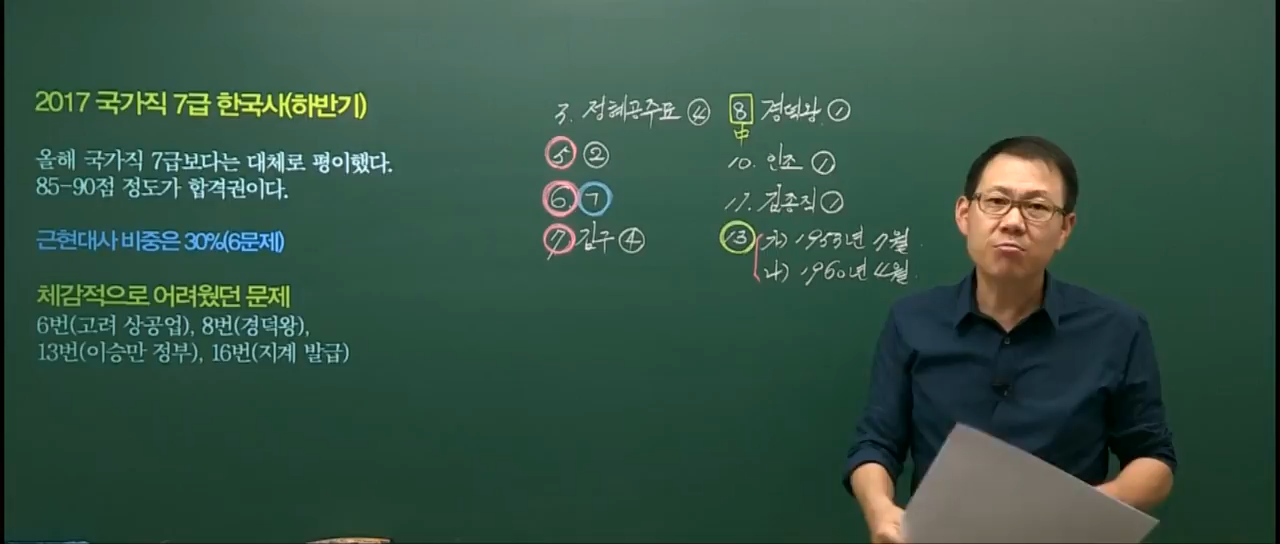 2017 국가직 7급 한국사(하반기)
올해 국가직 7급보다는 대체로 평이했다.
85-90점 정도가 합격권이다.
근현대사 비중은 30%(6문제)
체감적으로 어려웠던 문제
6번(고려 상공업), 8번(경덕왕),
13번(이승만 정부), 16번(지계 발급)
3. 정혜공주묘 ④
5 ②
6. 7
7. 김구 ④
8 경덕왕 ①
中
10. 인조 ①
17. 김종직 ①
13 가) 1953년 7월.
나) 1960년 4월.